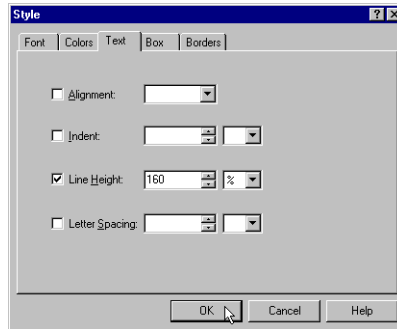 Style
Font Colors Text Box Borders
Alignment:
Indent:
Line Height: 160 %
Letter Spacing:
OK Cancel Help